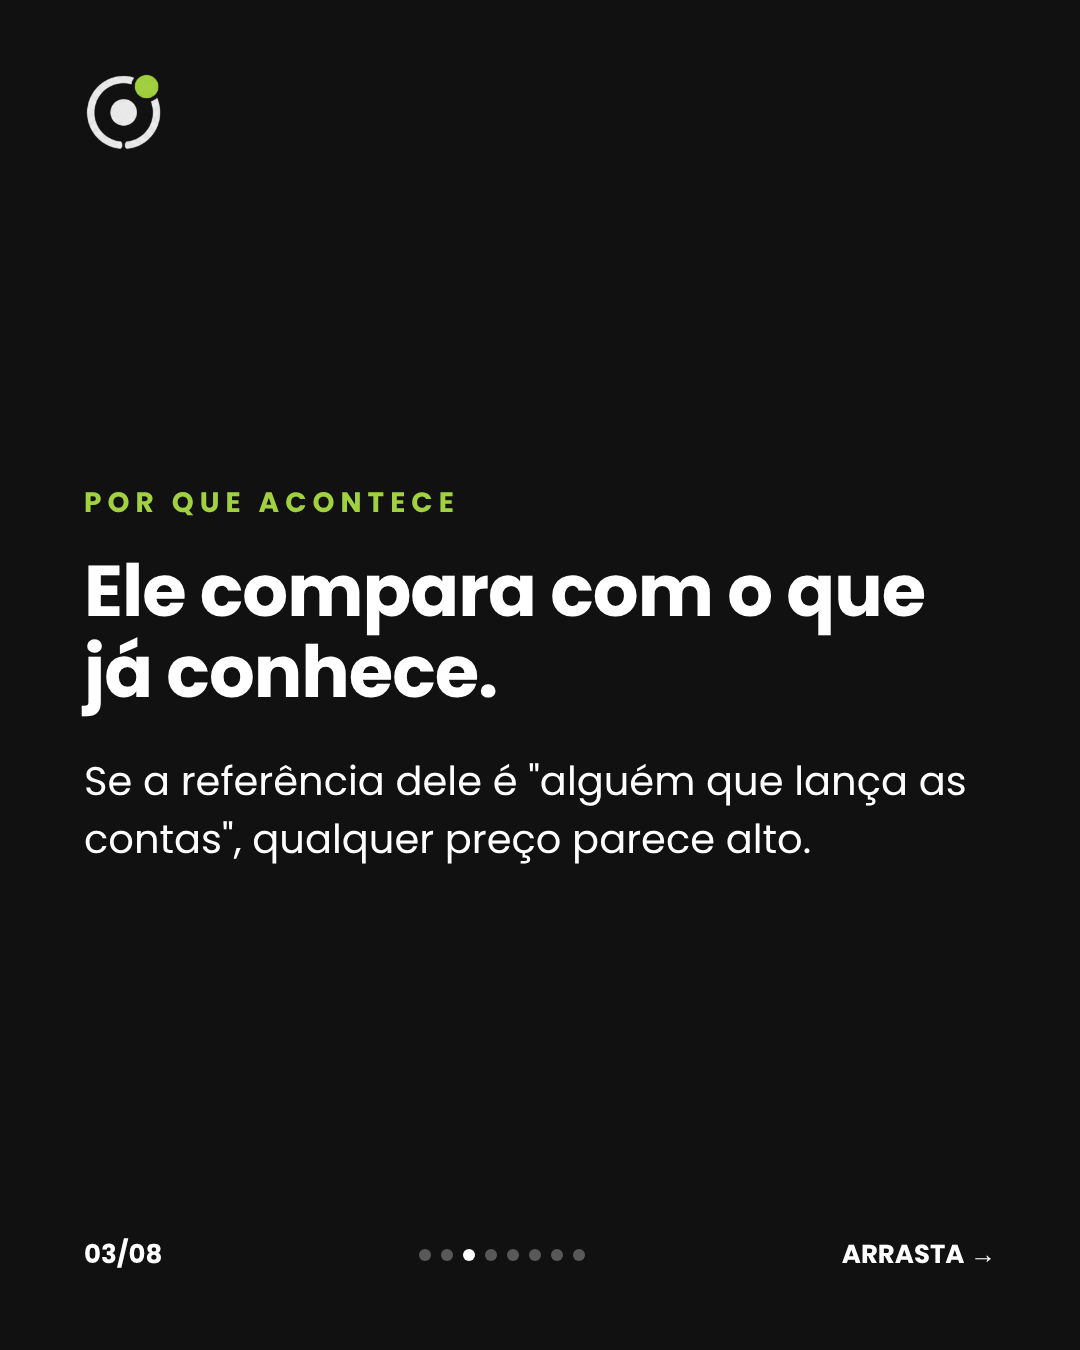 POR QUE ACONTECE
Ele compara com o que
já conhece.
Se a referência dele é "alguém que lança as
contas", qualquer preço parece alto.
03/08
ARRASTA →